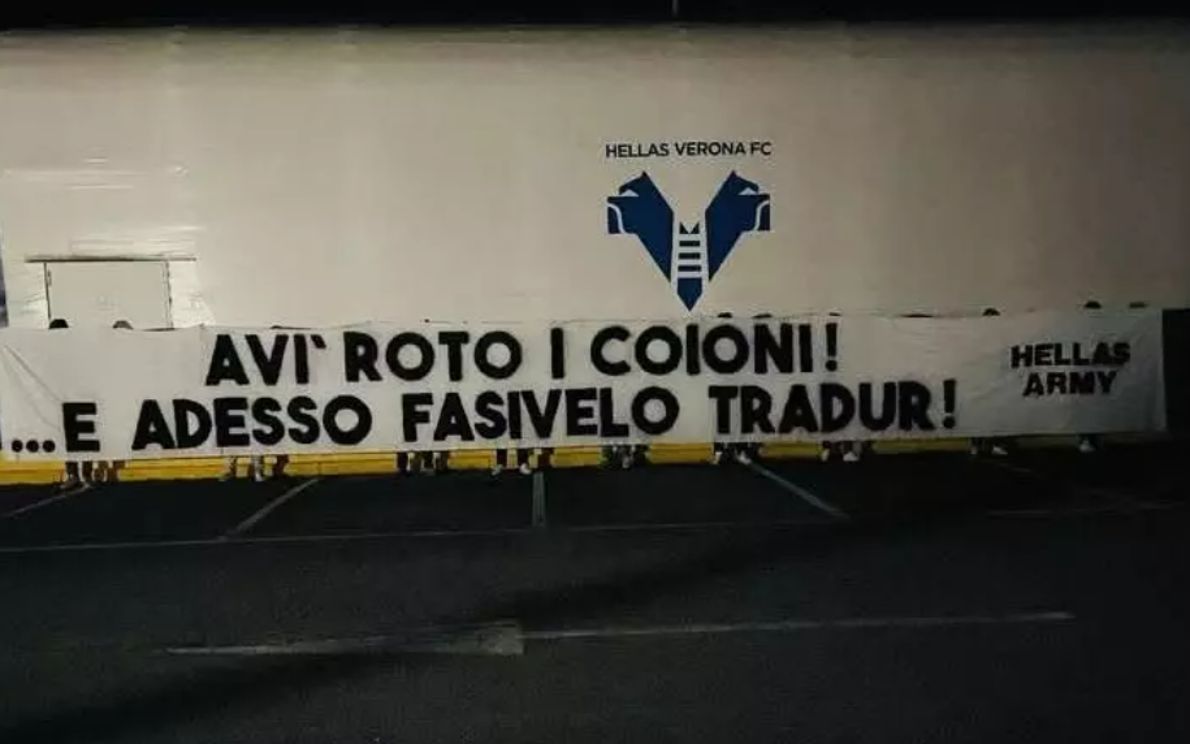 HELLAS VERONA FC
AVI` ROTO I COIONI!
...E ADESSO FASIVELO TRADUR!
HELLAS
ARMY